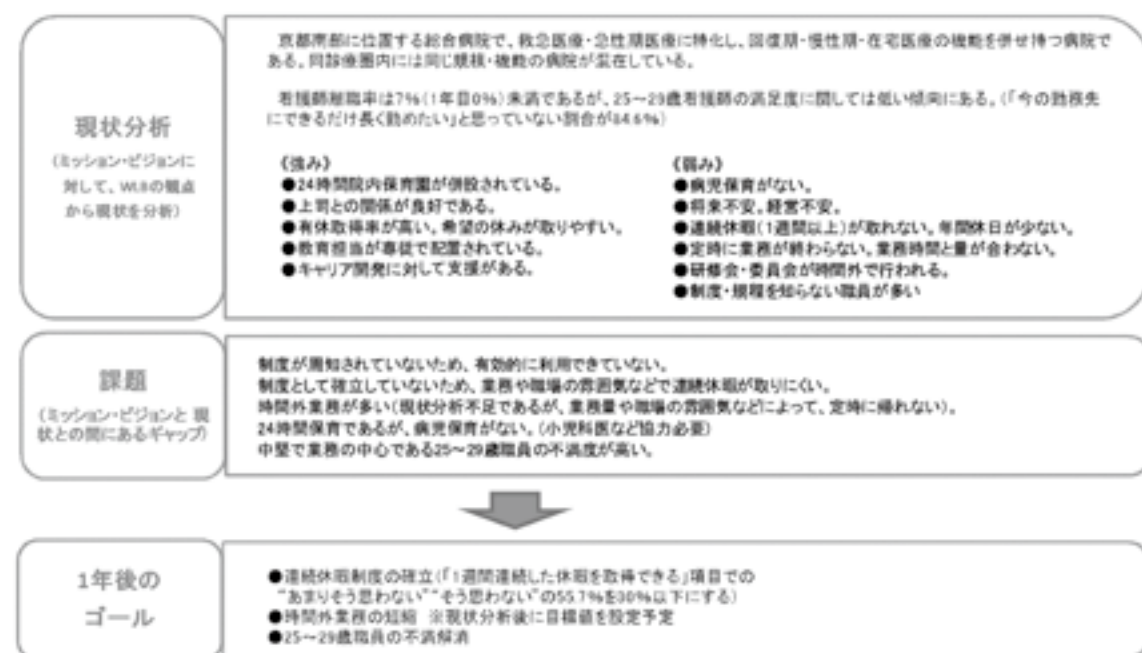 現状分析
(ミッション・ビジョンに
対して、WLBの観点
から現状を分析)
京都南部に位置する総合病院で、救急医療・急性期医療に特化し、回復期・慢性期・在宅医療の機能を併せ持つ病院で
ある。同診療圏内には同じ規模・機能の病院が混在している。
看護師離職率は7%(1年目0%)未満であるが、25～29歳看護師の満足度に関しては低い傾向にある。(「今の勤務先
にできるだけ長く勤めたい」と思っていない割合が84.6%)
《強み》
●24時間院内保育園が併設されている。
●上司との関係が良好である。
●有休取得率が高い。希望の休みが取りやすい。
●教育担当が専従で配置されている。
●キャリア開発に対して支援がある。
《弱み》
●病児保育がない。
●将来不安。経営不安。
●連続休暇(1週間以上)が取れない。年間休日が少ない。
●定時に業務が終わらない。業務時間と量が合わない。
●研修会・委員会が時間外で行われる。
●制度・規程を知らない職員が多い
課題
(ミッション・ビジョンと 現
状との間にあるギャップ)
制度が周知されていないため、有効的に利用できていない。
制度として確立していないため、業務や職場の雰囲気などで連続休暇が取りにくい。
時間外業務が多い(現状分析不足であるが、業務量や職場の雰囲気などによって、定時に帰れない)。
24時間保育であるが、病児保育がない。(小児科医など協力必要)
中堅で業務の中心である25～29歳職員の不満度が高い。
1年後の
ゴール
●連続休暇制度の確立(「1週間連続した休暇を取得できる」項目での
"あまりそう思わない" "そう思わない"の55.7%を30%以下にする)
●時間外業務の短縮 ※現状分析後に目標値を設定予定
●25～29歳職員の不満解消